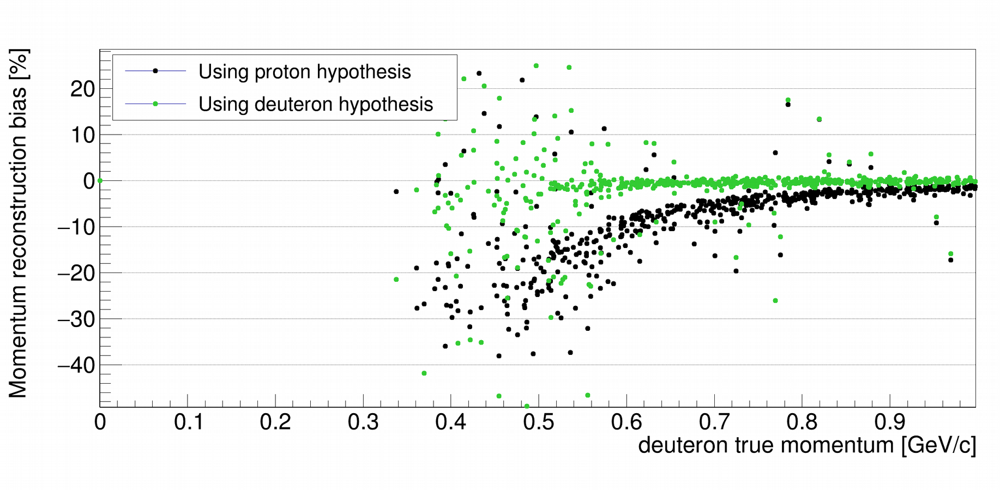 Momentum reconstruction bias [%]
Using proton hypothesis
Using deuteron hypothesis
20
10
0
−10
−20
−30
−40
0 0.1 0.2 0.3 0.4 0.5 0.6 0.7 0.8 0.9
deuteron true momentum [GeV/c]